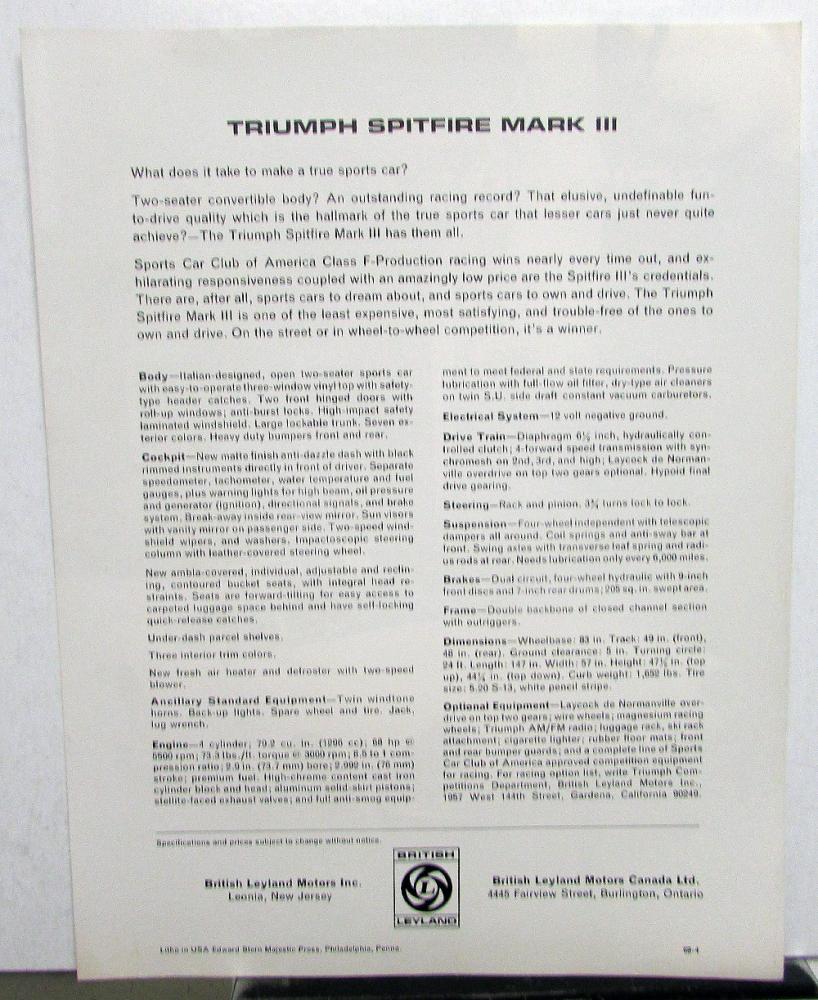 TRIUMPH SPITFIRE MARK III
What does it take to make a true sports car?
Two-seater convertible body? An outstanding racing record? That elusive, undefinable fun-
to-drive quality which is the hallmark of the true sports car that lesser cars just never quite
achieve?—The Triumph Spitfire Mark III has them all.
Sports Car Club of America Class F-Production racing wins nearly every time out, and ex-
hilarating responsiveness coupled with an amazingly low price are the Spitfire III's credentials.
There are, after all, sports cars to dream about, and sports cars to own and drive. The Triumph
Spitfire Mark III is one of the least expensive, most satisfying, and trouble-free of the ones to
own and drive. On the street or in wheel-to-wheel competition, it's a winner.
Body—Italian-designed, open two-seater sports car
with easy-to-operate three-window vinyl top with safety-
type header catches. Two front hinged doors with
roll-up windows; anti-burst locks. High-impact safety
laminated windshield. Large lockable trunk. Seven ex-
terior colors. Heavy duty bumpers front and rear.
Cockpit—New matte finish anti-dazzle dash with black
rimmed instruments directly in front of driver. Separate
speedometer, tachometer, water temperature and fuel
gauges, plus warning lights for high beam, oil pressure
and generator (ignition), directional signals, and brake
system. Break-away inside rear-view mirror. Sun visors
with vanity mirror on passenger side. Two-speed wind-
shield wipers, and washers. Impactoscopic steering
column with leather-covered steering wheel.
New ambla-covered, individual, adjustable and reclin-
ing, contoured bucket seats, with integral head re-
straints. Seats are forward-tilting for easy access to
carpeted luggage space behind and have self-locking
quick-release catches.
Under-dash parcel shelves.
Three interior trim colors.
New fresh air heater and defroster with two-speed
blower.
Ancillary Standard Equipment—Twin windtone
horns. Back-up lights. Spare wheel and tire. Jack,
lug wrench.
Engine—4 cylinder; 79.2 cu. in. (1296 cc); 68 hp @
5500 rpm; 73.3 lbs./ft. torque @ 3000 rpm; 8.5 to 1 com-
pression ratio; 2.9 in. (73.7 mm) bore; 2.992 in. (76 mm)
stroke; premium fuel. High-chrome content cast iron
cylinder block and head; aluminum solid-skirt pistons;
stellite-faced exhaust valves; and full anti-smog equip-
ment to meet federal and state requirements. Pressure
lubrication with full-flow oil filter, dry-type air cleaners
on twin S.U. side draft constant vacuum carburetors.
Electrical System—12 volt negative ground.
Drive Train—Diaphragm 6½ inch, hydraulically con-
trolled clutch; 4-forward speed transmission with syn-
chromesh on 2nd, 3rd, and high; Laycock de Norman-
ville overdrive on top two gears optional. Hypoid final
drive gearing.
Steering—Rack and pinion. 3¾ turns lock to lock.
Suspension—Four-wheel independent with telescopic
dampers all around. Coil springs and anti-sway bar at
front. Swing axles with transverse leaf spring and radi-
us rods at rear. Needs lubrication only every 6,000 miles.
Brakes—Dual circuit, four-wheel hydraulic with 9-inch
front discs and 7-inch rear drums; 205 sq. in. swept area.
Frame—Double backbone of closed channel section
with outriggers.
Dimensions—Wheelbase: 83 in. Track: 49 in. (front),
48 in. (rear). Ground clearance: 5 in. Turning circle:
24 ft. Length: 147 in. Width: 57 in. Height: 47½ in. (top
up), 44¼ in. (top down). Curb weight: 1,652 lbs. Tire
size: 5.20 S-13, white pencil stripe.
Optional Equipment—Laycock de Normanville over-
drive on top two gears; wire wheels; magnesium racing
wheels; Triumph AM/FM radio; luggage rack, ski rack
attachment; cigarette lighter; rubber floor mats; front
and rear bumper guards; and a complete line of Sports
Car Club of America approved competition equipment
for racing. For racing option list, write Triumph Com-
petitions Department, British Leyland Motors Inc.,
1957 West 144th Street, Gardena, California 90249.
Specifications and prices subject to change without notice.
British Leyland Motors Inc.
Leonia, New Jersey
BRITISH
L
LEYLAND
British Leyland Motors Canada Ltd.
4445 Fairview Street, Burlington, Ontario
Litho in USA Edward Stern Majestic Press, Philadelphia, Penna.